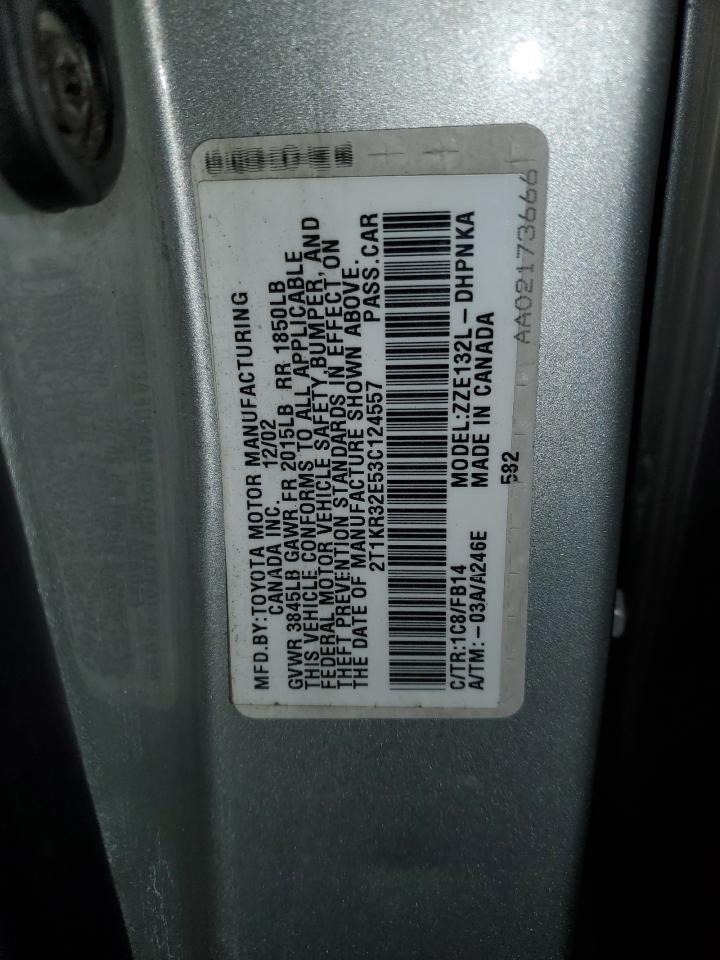 MFD.BY:TOYOTA MOTOR MANUFACTURING
CANADA INC. 12/02
GVWR 3845LB GAWR FR 2015LB RR 1850LB
THIS VEHICLE CONFORMS TO ALL APPLICABLE
FEDERAL MOTOR VEHICLE SAFETY,BUMPER, AND
THEFT PREVENTION STANDARDS IN EFFECT ON
THE DATE OF MANUFACTURE SHOWN ABOVE.
2T1KR32E53C124557 PASS.CAR
C/TR:1C8/FB14 MODEL:ZZE132L-DHPNKA
A/TM:-03A/A246E MADE IN CANADA
582
AA02173666